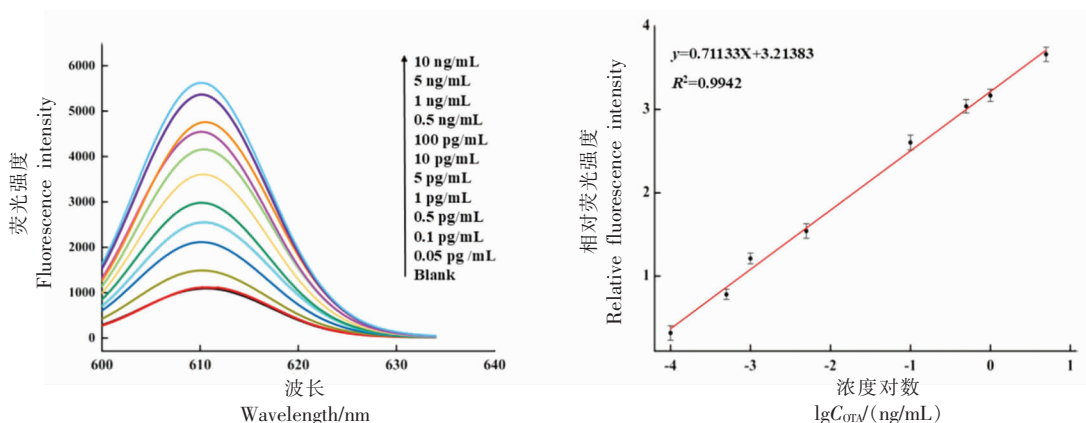 荧光强度
Fluorescence intensity
6000
5000
4000
3000
2000
1000
0
10 ng/mL
5 ng/mL
1 ng/mL
0.5 ng/mL
100 pg/mL
10 pg/mL
5 pg/mL
1 pg/mL
0.5 pg/mL
0.1 pg/mL
0.05 pg /mL
Blank
600 610 620 630 640
波长
Wavelength/nm
相对荧光强度
Relative fluorescence intensity
4
3
2
1
y=0.71133X+3.21383
R²=0.9942
-4 -3 -2 -1 0 1
浓度对数
lgC_OTA/(ng/mL)